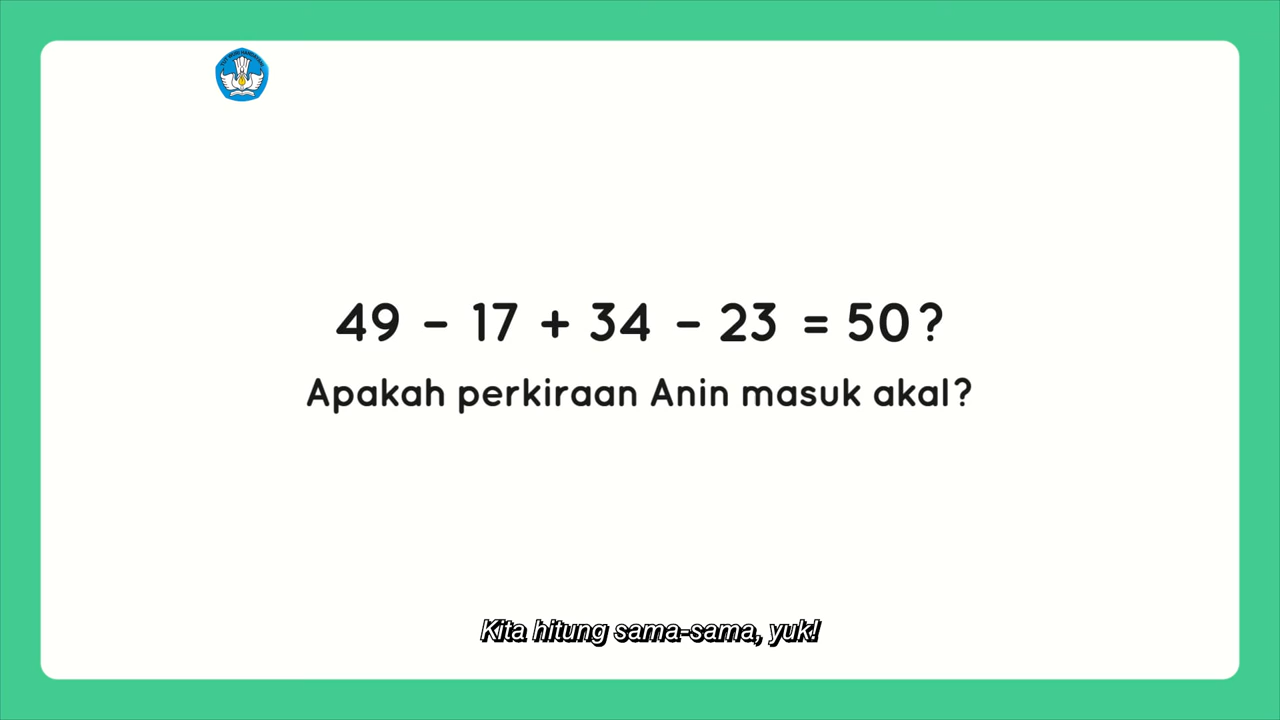 49 - 17 + 34 - 23 = 50?
Apakah perkiraan Anin masuk akal?
Kita hitung sama-sama, yuk!